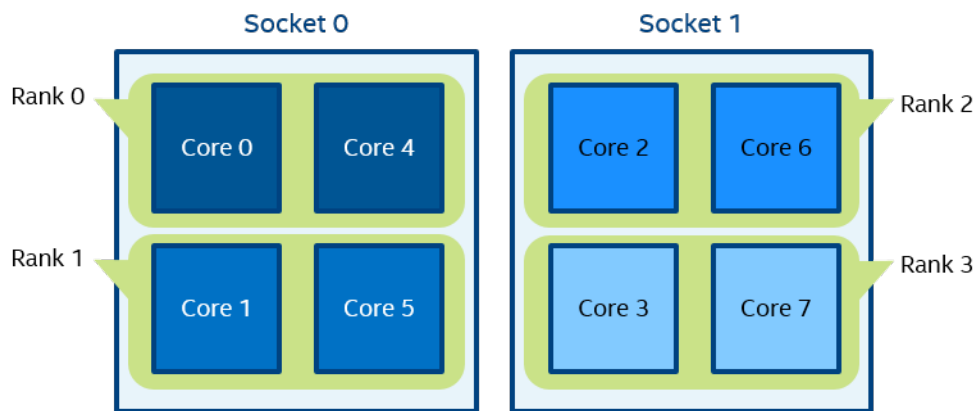 Socket 0
Socket 1
Rank 0
Core 0
Core 4
Core 2
Core 6
Rank 2
Rank 1
Core 1
Core 5
Core 3
Core 7
Rank 3